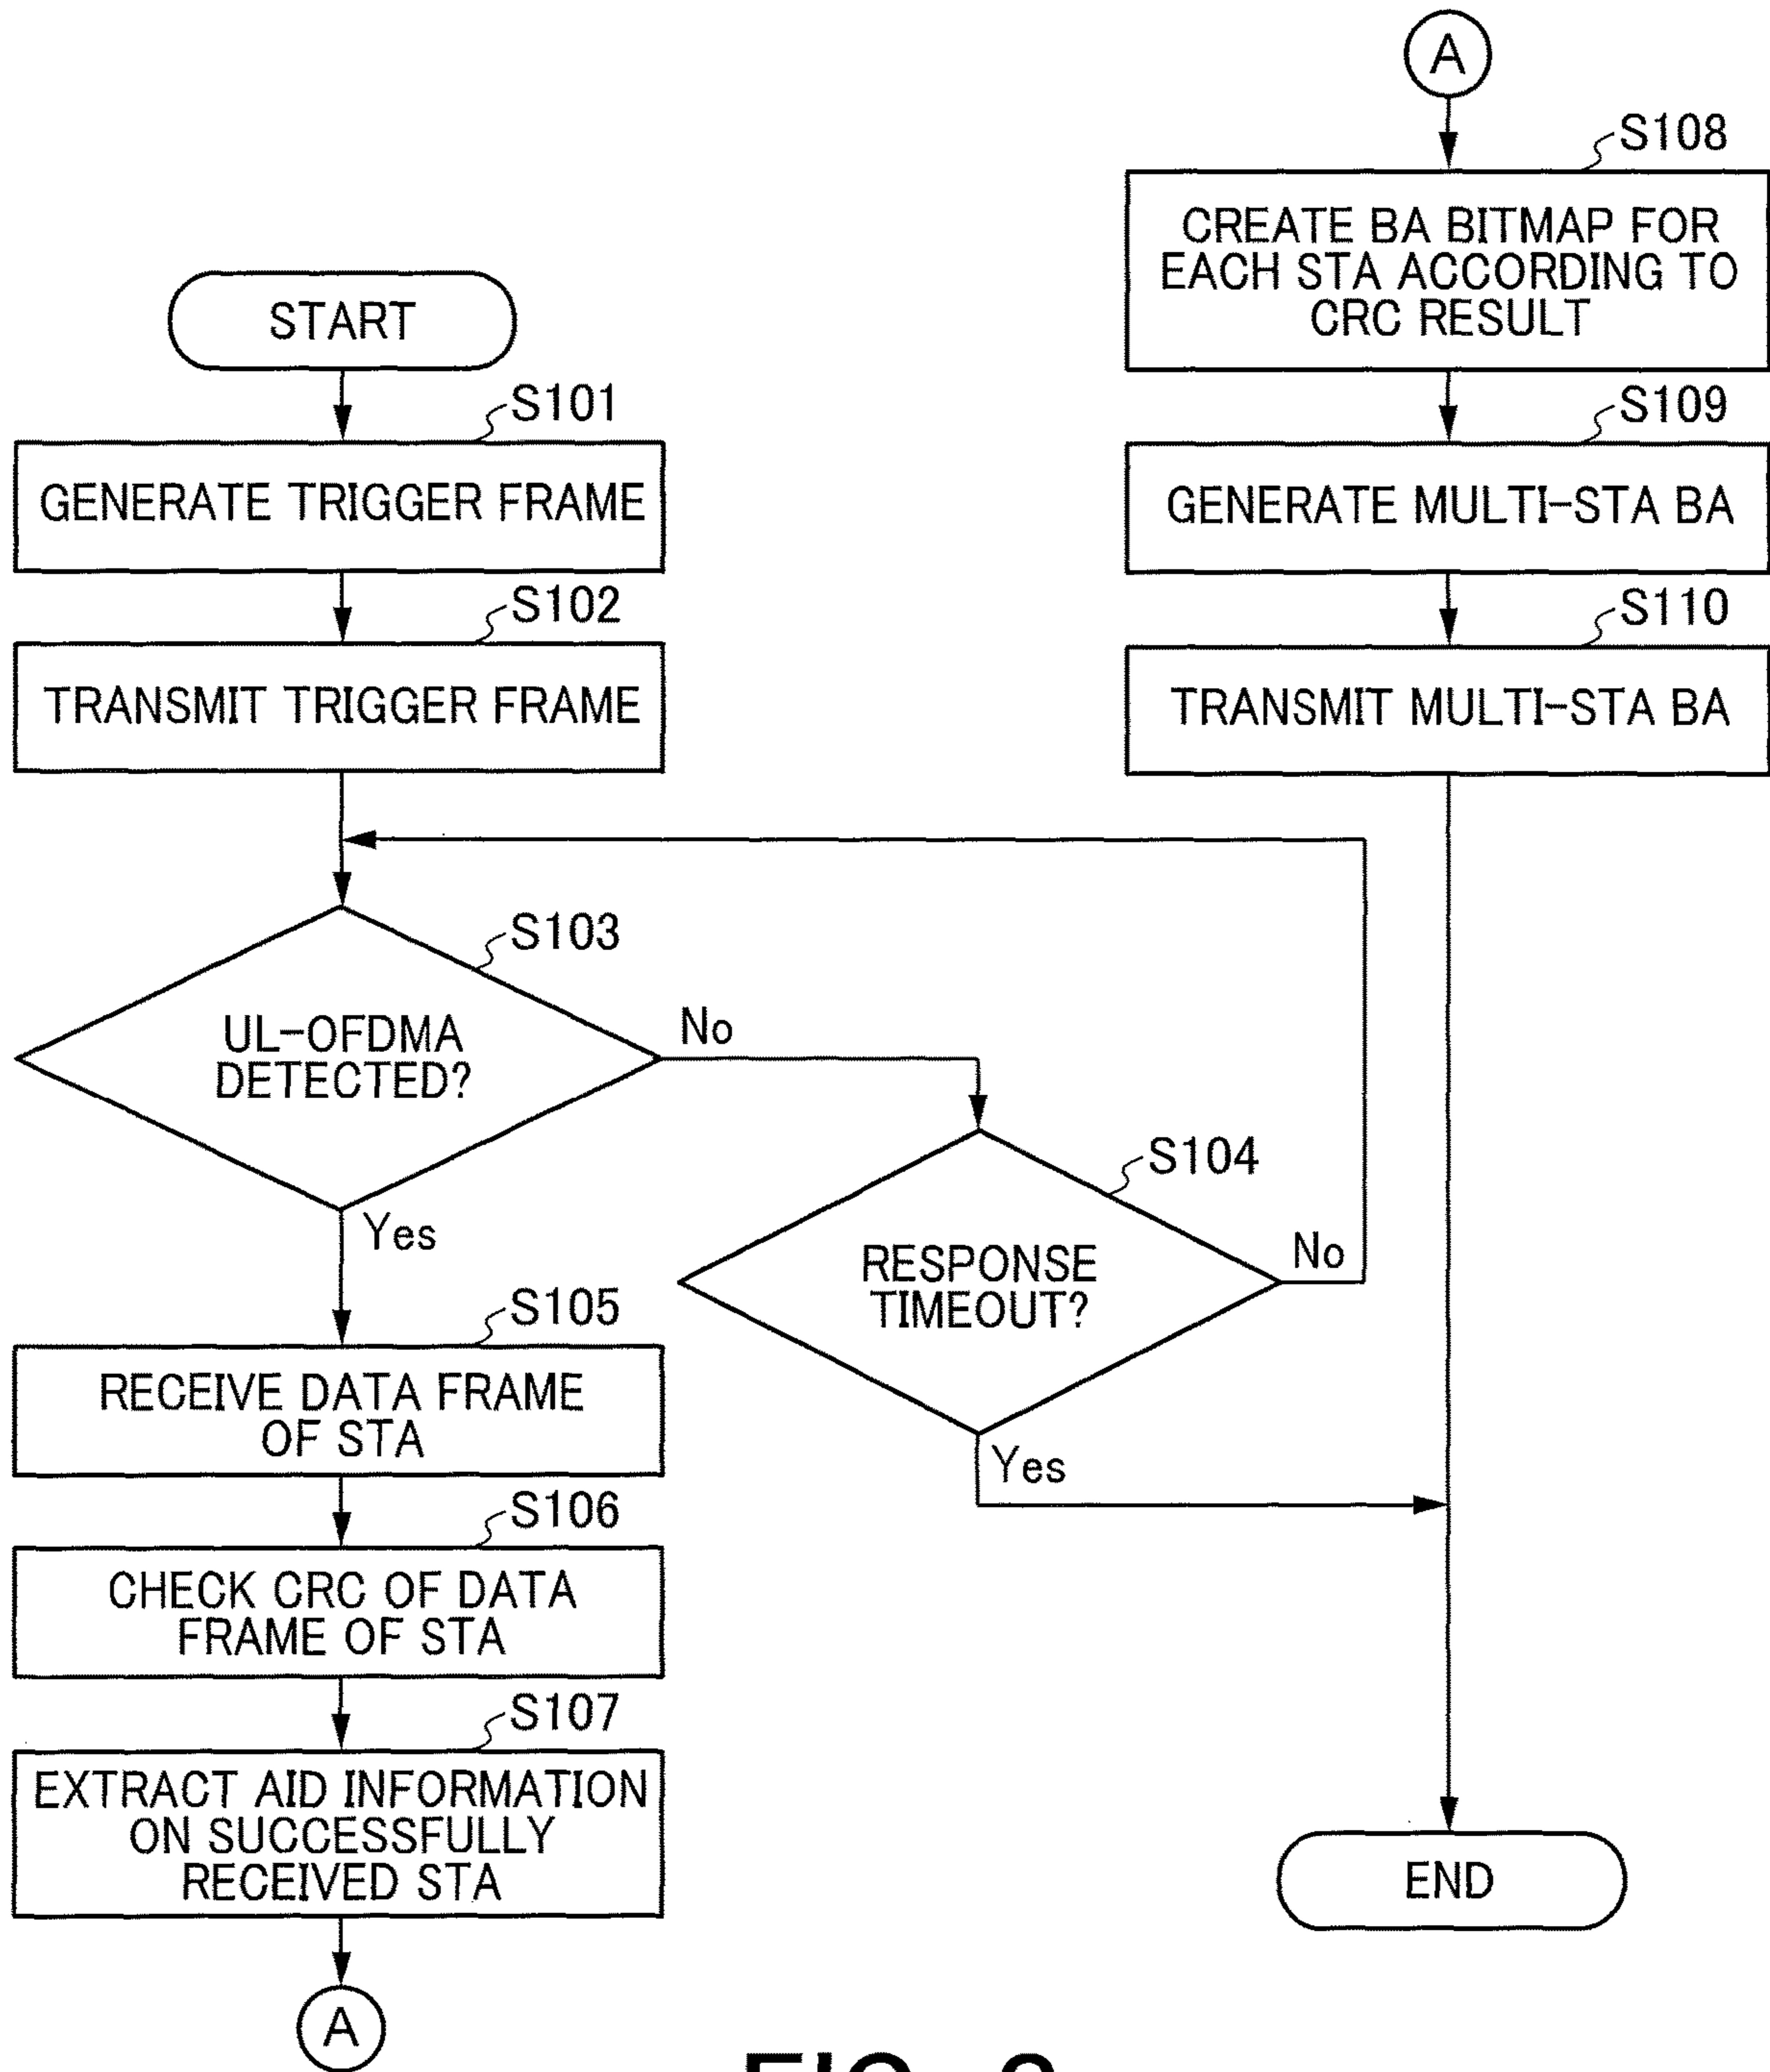 START
S101
GENERATE TRIGGER FRAME
S102
TRANSMIT TRIGGER FRAME
S103
UL-OFDMA
DETECTED?
No
Yes
S104
RESPONSE
TIMEOUT?
No
Yes
S105
RECEIVE DATA FRAME
OF STA
S106
CHECK CRC OF DATA
FRAME OF STA
S107
EXTRACT AID INFORMATION
ON SUCCESSFULLY
RECEIVED STA
A
A
S108
CREATE BA BITMAP FOR
EACH STA ACCORDING TO
CRC RESULT
S109
GENERATE MULTI-STA BA
S110
TRANSMIT MULTI-STA BA
END